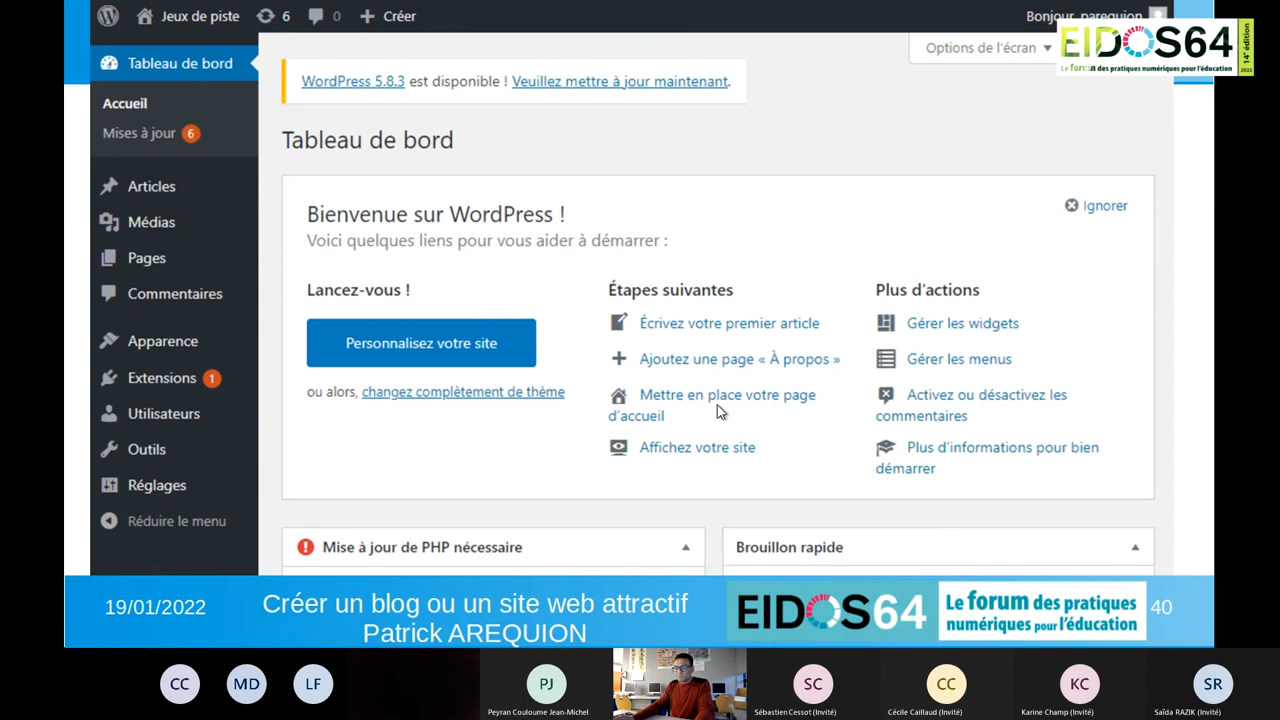 Jeux de piste
6
0
Créer
Bonjour, parequion
Options de l'écran
EIDOS64
Le forum des pratiques numériques pour l'éducation
14e édition
2022
Tableau de bord
Accueil
Mises à jour 6
Articles
Médias
Pages
Commentaires
Apparence
Extensions 1
Utilisateurs
Outils
Réglages
Réduire le menu
WordPress 5.8.3 est disponible ! Veuillez mettre à jour maintenant.
Tableau de bord
Bienvenue sur WordPress !
Ignorer
Voici quelques liens pour vous aider à démarrer :
Lancez-vous !
Personnalisez votre site
ou alors, changez complètement de thème
Étapes suivantes
Écrivez votre premier article
Ajoutez une page « À propos »
Mettre en place votre page
d'accueil
Affichez votre site
Plus d'actions
Gérer les widgets
Gérer les menus
Activez ou désactivez les
commentaires
Plus d'informations pour bien
démarrer
Mise à jour de PHP nécessaire
Brouillon rapide
19/01/2022
Créer un blog ou un site web attractif
Patrick AREQUION
EIDOS64
Le forum des pratiques
numériques pour l'éducation
40
CC
MD
LF
PJ
Peyran Couloume Jean-Michel
SC
Sébastien Cessot (Invité)
CC
Cécile Caillaud (Invité)
KC
Karine Champ (Invité)
SR
Saïda RAZIK (Invité)